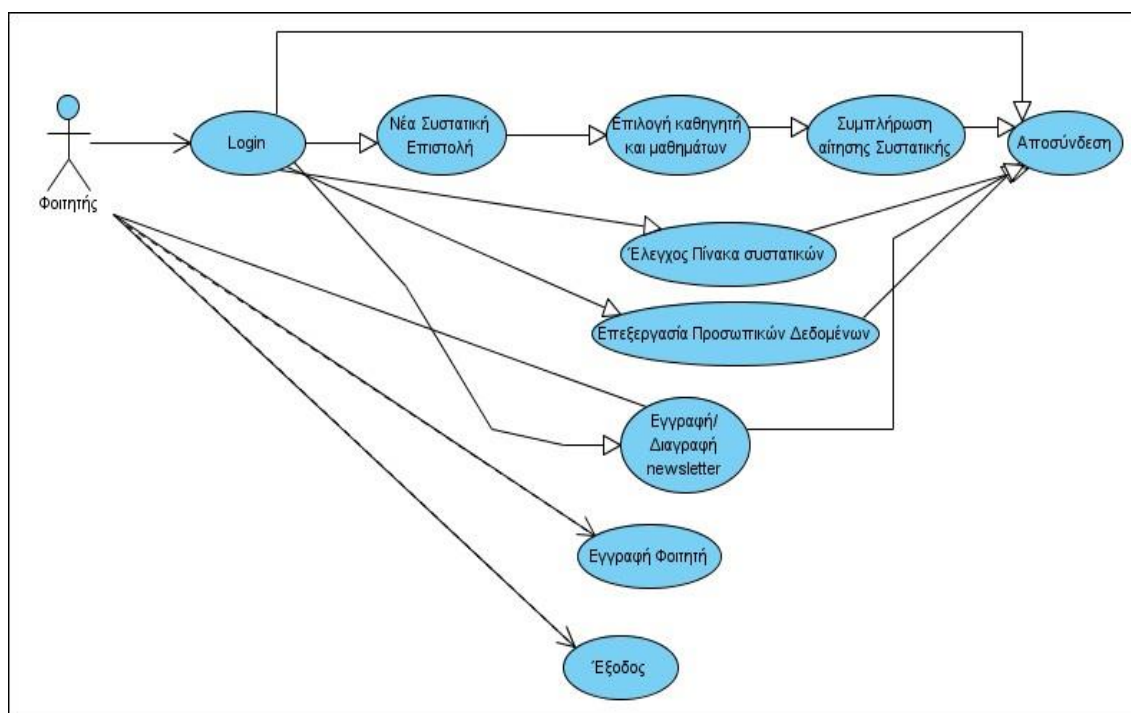 Φοιτητής
Login
Νέα Συστατική
Επιστολή
Επιλογή καθηγητή
και μαθημάτων
Συμπλήρωση
αίτησης Συστατικής
Αποσύνδεση
Έλεγχος Πίνακα συστατικών
Επεξεργασία Προσωπικών Δεδομένων
Εγγραφή/
Διαγραφή
newsletter
Εγγραφή Φοιτητή
Έξοδος